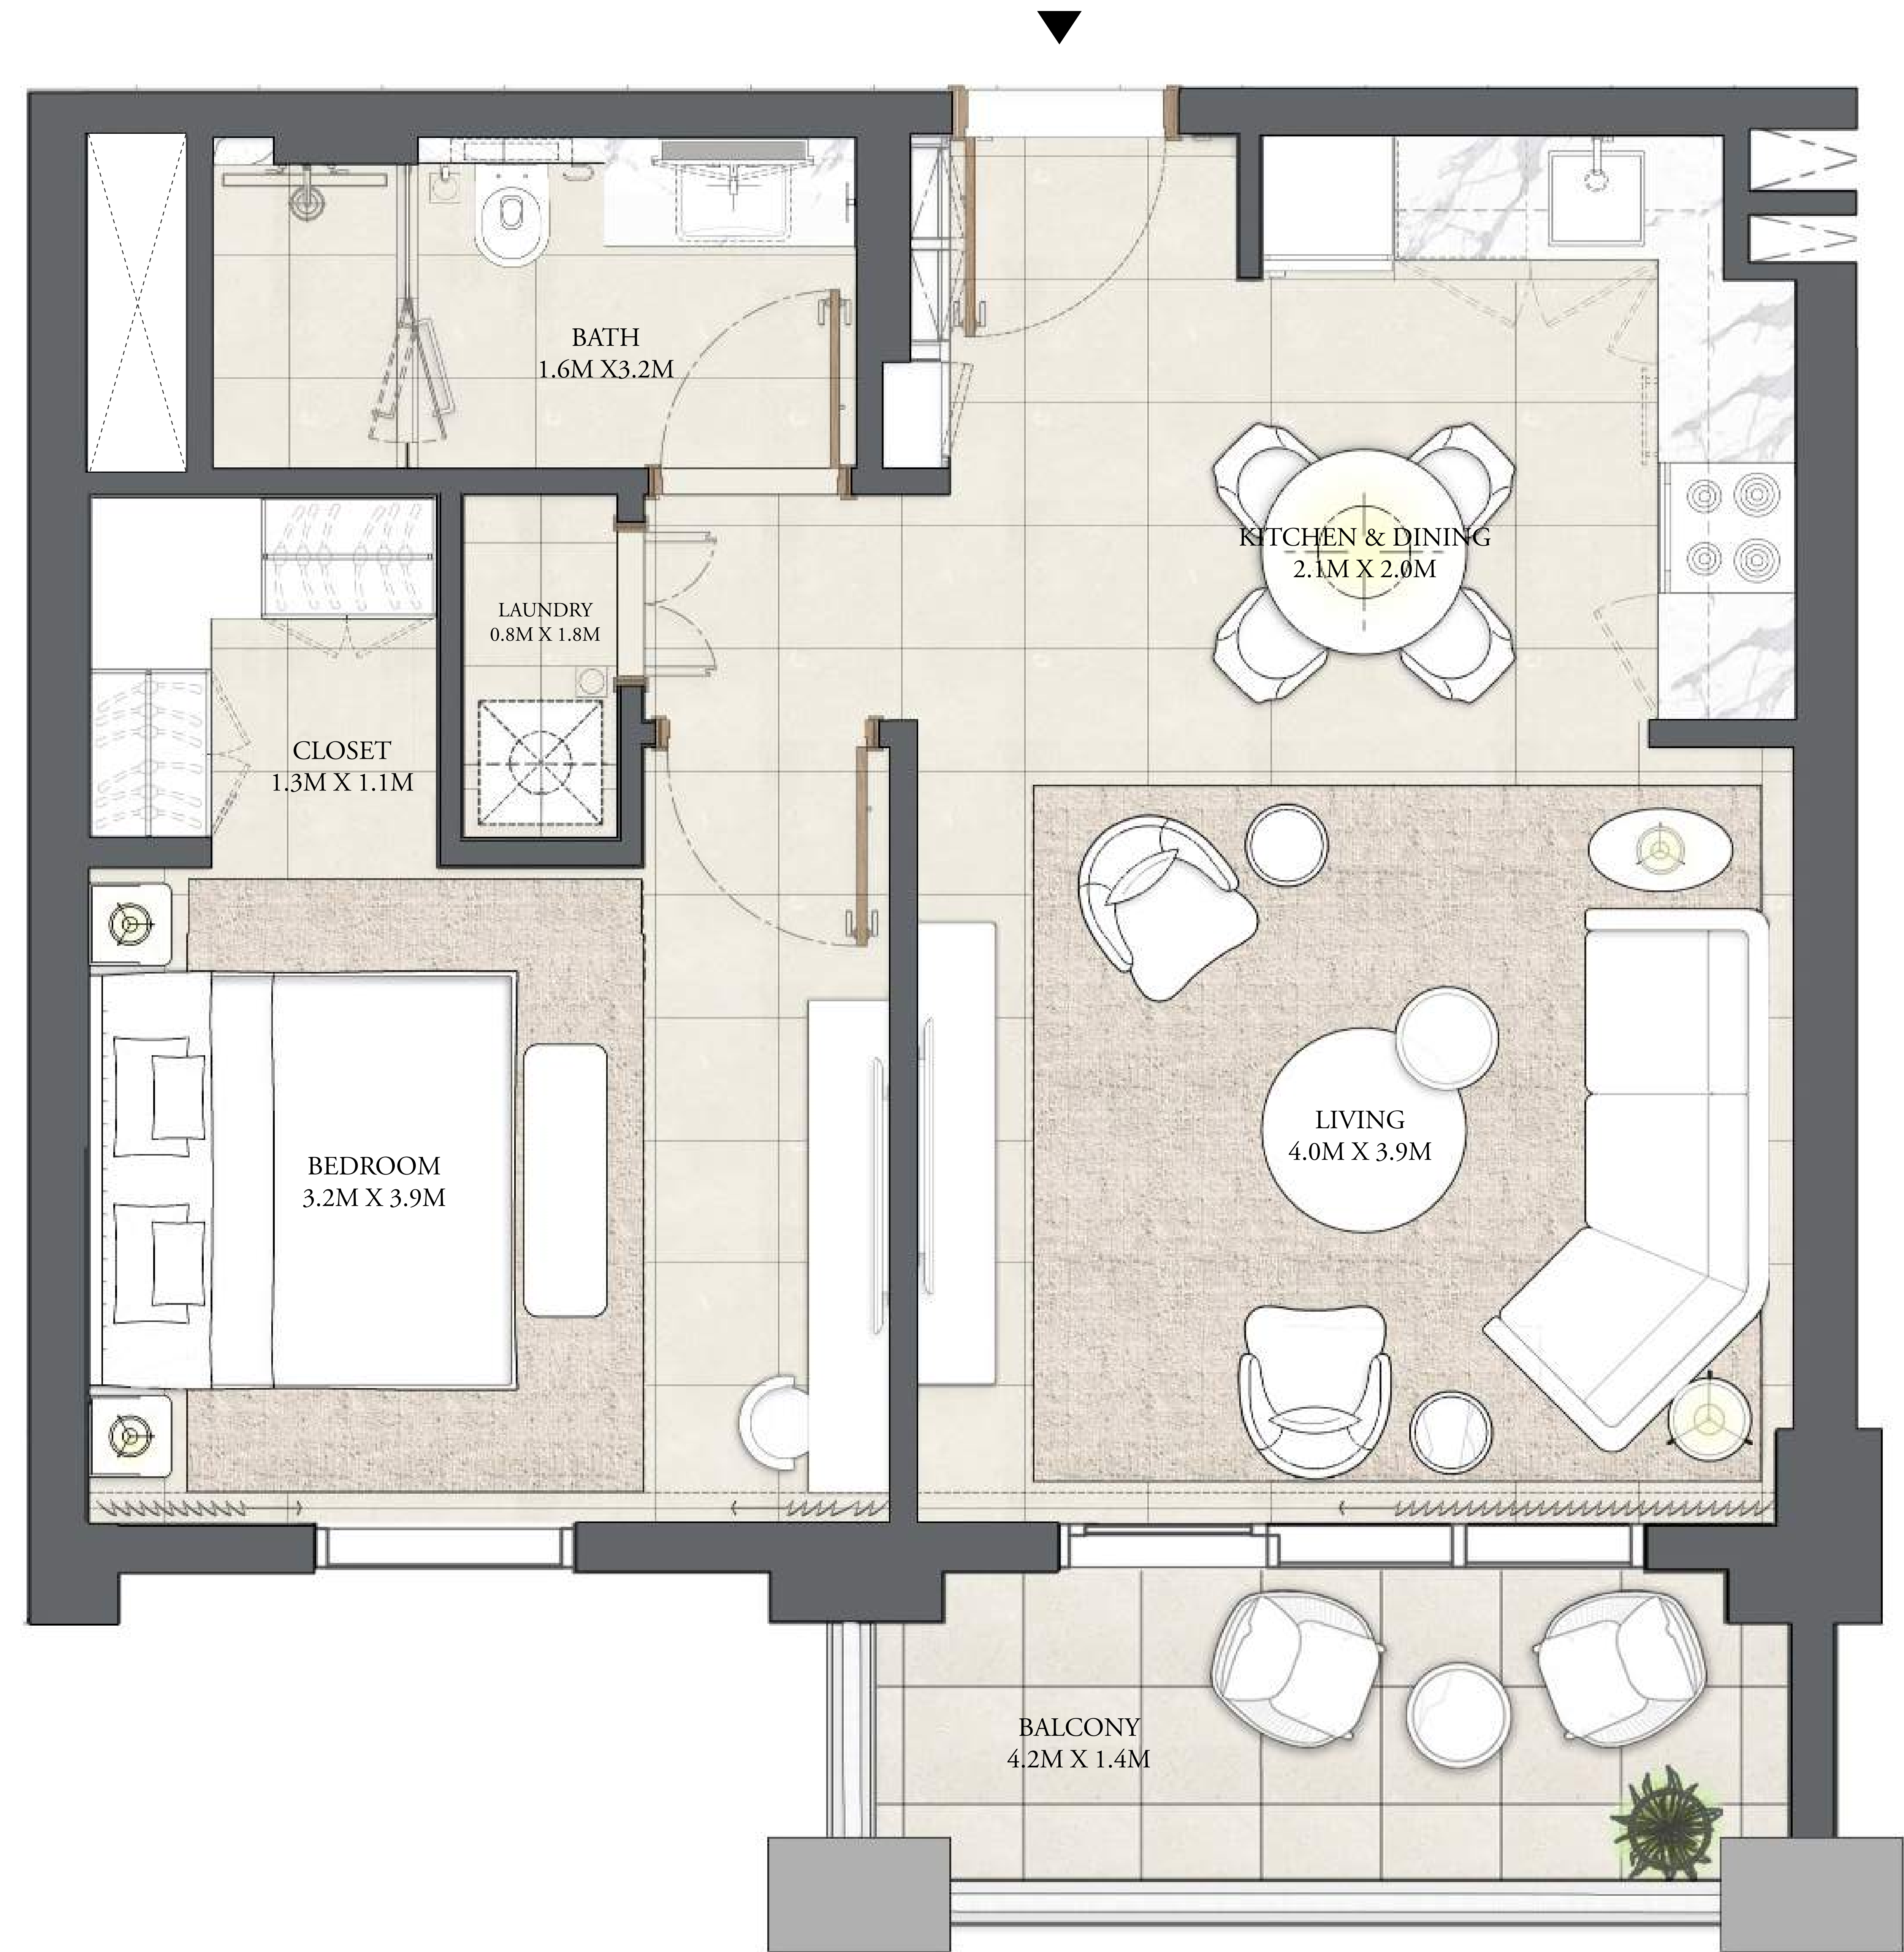 BATH
1.6M X3.2M
KITCHEN & DINING
2.1M X 2.0M
LAUNDRY
0.8M X 1.8M
CLOSET
1.3M X 1.1M
LIVING
4.0M X 3.9M
BEDROOM
3.2M X 3.9M
BALCONY
4.2M X 1.4M